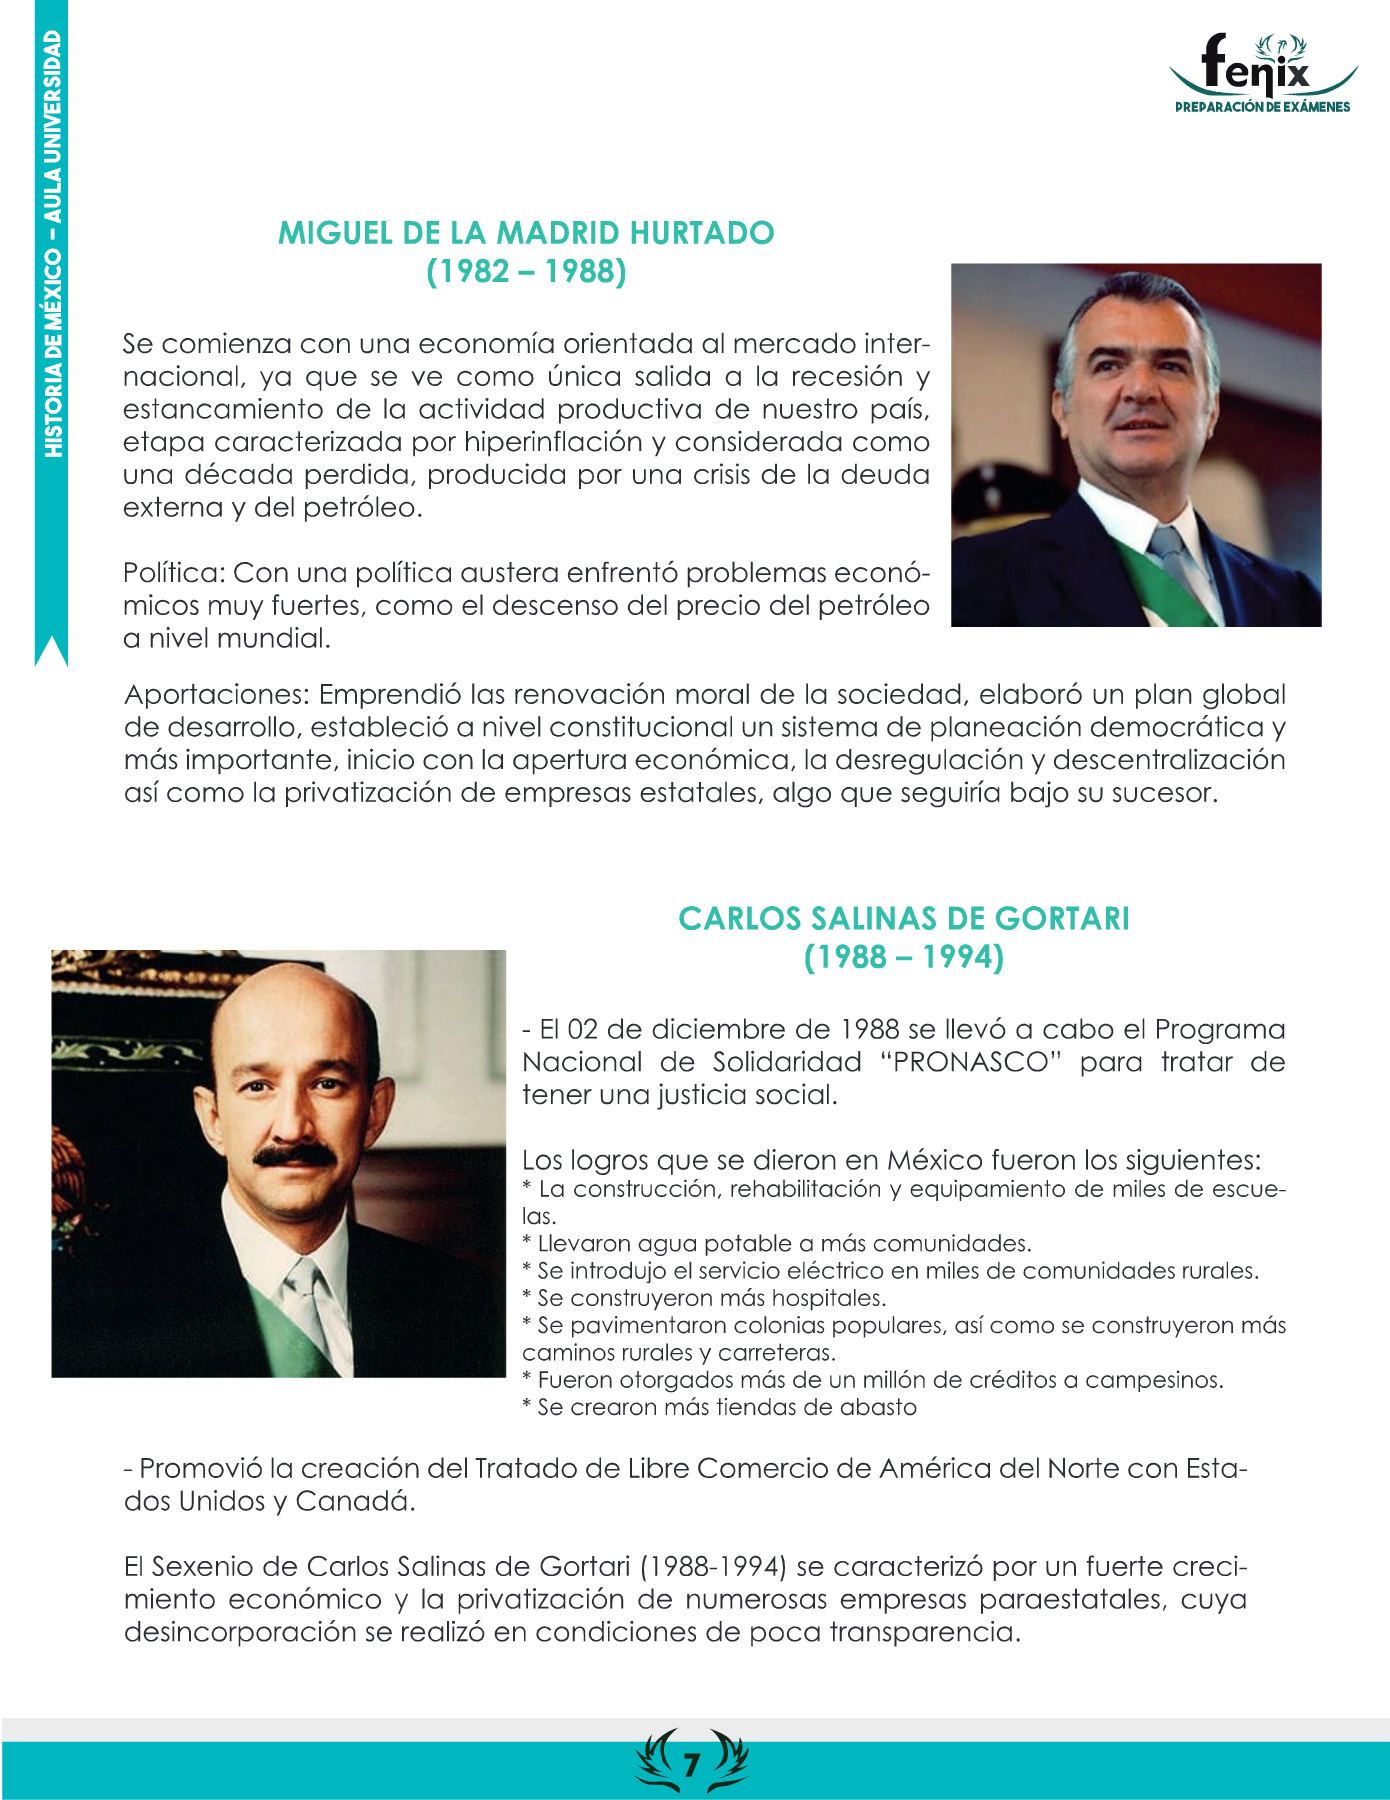 HISTORIA DE MÉXICO – AULA UNIVERSIDAD
fenix
PREPARACIÓN DE EXÁMENES
MIGUEL DE LA MADRID HURTADO
(1982 – 1988)
Se comienza con una economía orientada al mercado inter-
nacional, ya que se ve como única salida a la recesión y
estancamiento de la actividad productiva de nuestro país,
etapa caracterizada por hiperinflación y considerada como
una década perdida, producida por una crisis de la deuda
externa y del petróleo.
Política: Con una política austera enfrentó problemas econó-
micos muy fuertes, como el descenso del precio del petróleo
a nivel mundial.
Aportaciones: Emprendió las renovación moral de la sociedad, elaboró un plan global
de desarrollo, estableció a nivel constitucional un sistema de planeación democrática y
más importante, inicio con la apertura económica, la desregulación y descentralización
así como la privatización de empresas estatales, algo que seguiría bajo su sucesor.
CARLOS SALINAS DE GORTARI
(1988 – 1994)
- El 02 de diciembre de 1988 se llevó a cabo el Programa
Nacional de Solidaridad “PRONASCO” para tratar de
tener una justicia social.
Los logros que se dieron en México fueron los siguientes:
* La construcción, rehabilitación y equipamiento de miles de escue-
las.
* Llevaron agua potable a más comunidades.
* Se introdujo el servicio eléctrico en miles de comunidades rurales.
* Se construyeron más hospitales.
* Se pavimentaron colonias populares, así como se construyeron más
caminos rurales y carreteras.
* Fueron otorgados más de un millón de créditos a campesinos.
* Se crearon más tiendas de abasto
- Promovió la creación del Tratado de Libre Comercio de América del Norte con Esta-
dos Unidos y Canadá.
El Sexenio de Carlos Salinas de Gortari (1988-1994) se caracterizó por un fuerte creci-
miento económico y la privatización de numerosas empresas paraestatales, cuya
desincorporación se realizó en condiciones de poca transparencia.
7